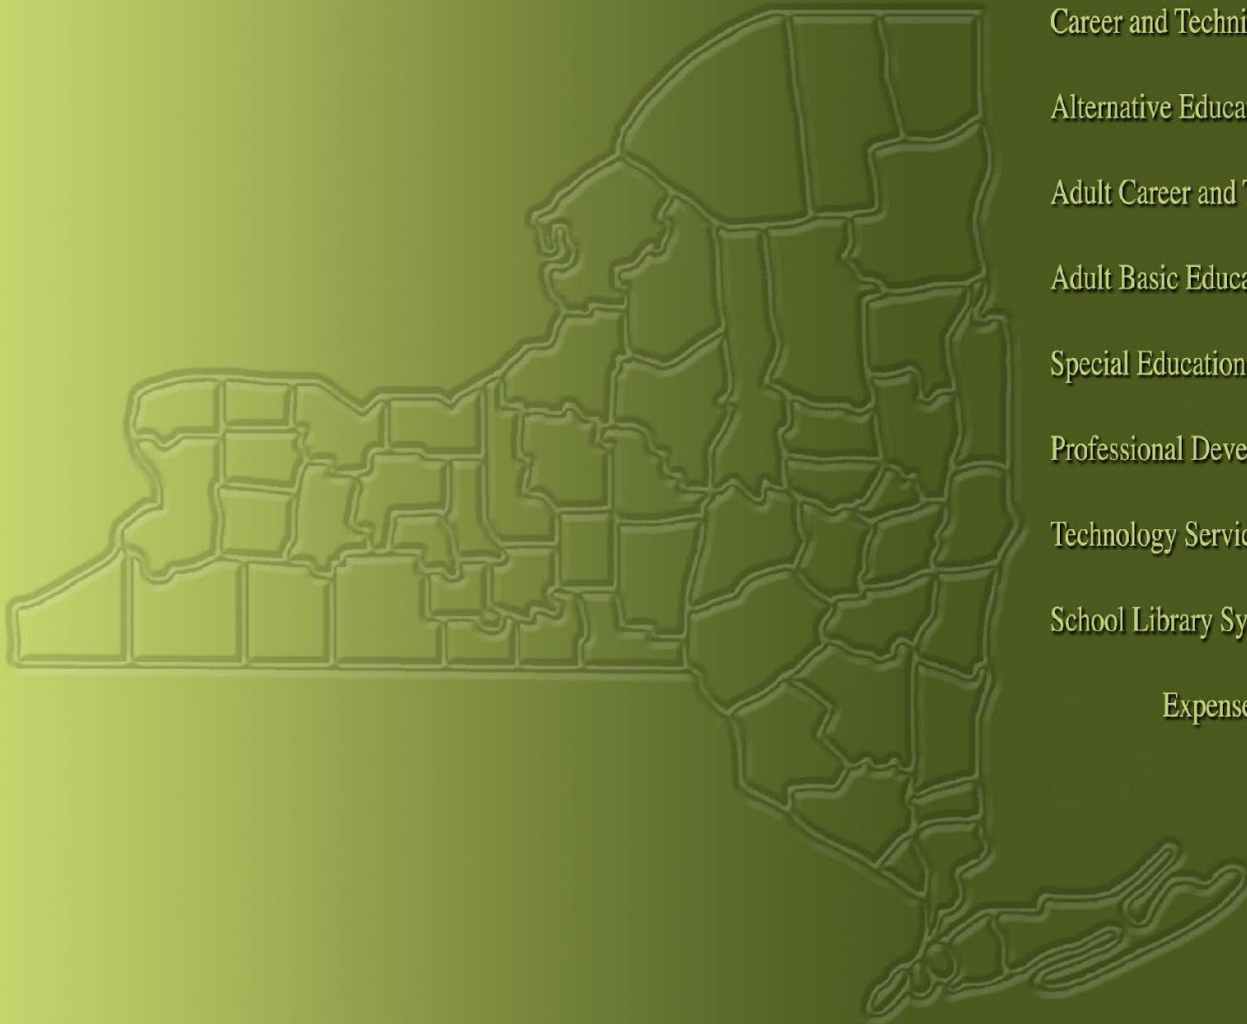 Career and Techni
Alternative Educa
Adult Career and T
Adult Basic Educa
Special Education
Professional Deve
Technology Servic
School Library Sy
Expense